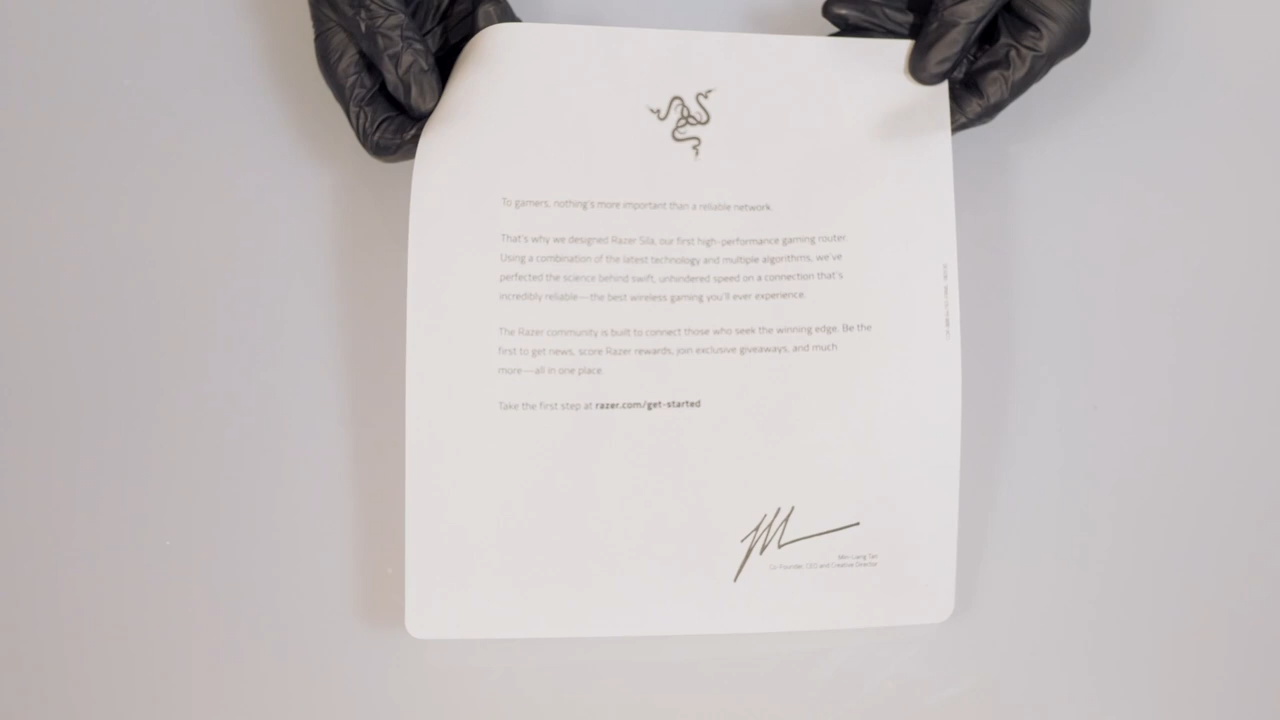 To gamers, nothing's more important than a reliable network.
That's why we designed Razer Sila, our first high-performance gaming router.
Using a combination of the latest technology and multiple algorithms, we've
perfected the science behind swift, unhindered speed on a connection that's
incredibly reliable—the best wireless gaming you'll ever experience.
The Razer community is built to connect those who seek the winning edge. Be the
first to get news, score Razer rewards, join exclusive giveaways, and much
more—all in one place.
Take the first step at razer.com/get-started
Min-Liang Tan
Co-Founder, CEO and Creative Director